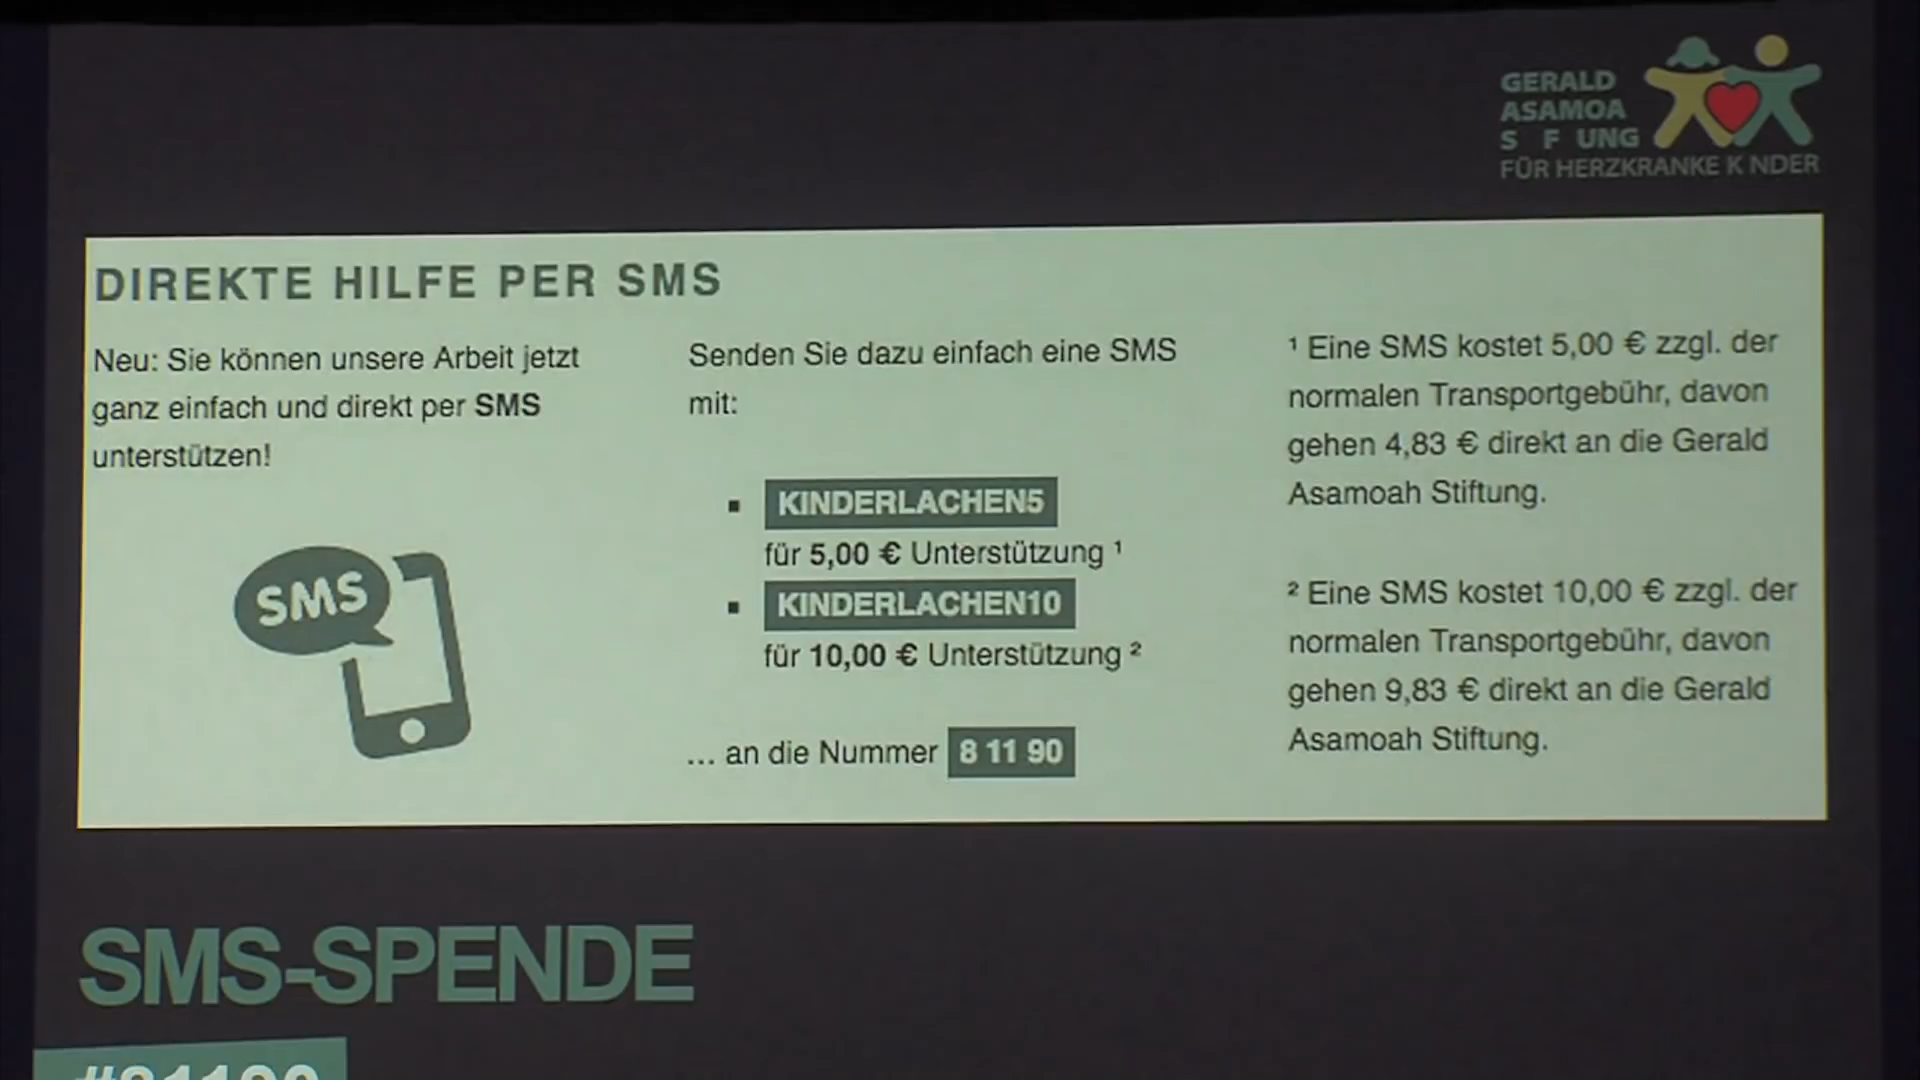 GERALD
ASAMOA
S F UNG
FÜR HERZKRANKE K NDER
DIREKTE HILFE PER SMS
Neu: Sie können unsere Arbeit jetzt
ganz einfach und direkt per SMS
unterstützen!
SMS
Senden Sie dazu einfach eine SMS
mit:
▪ KINDERLACHEN5
für 5,00 € Unterstützung ¹
▪ KINDERLACHEN10
für 10,00 € Unterstützung ²
... an die Nummer 8 11 90
¹ Eine SMS kostet 5,00 € zzgl. der
normalen Transportgebühr, davon
gehen 4,83 € direkt an die Gerald
Asamoah Stiftung.
² Eine SMS kostet 10,00 € zzgl. der
normalen Transportgebühr, davon
gehen 9,83 € direkt an die Gerald
Asamoah Stiftung.
SMS-SPENDE
#81190